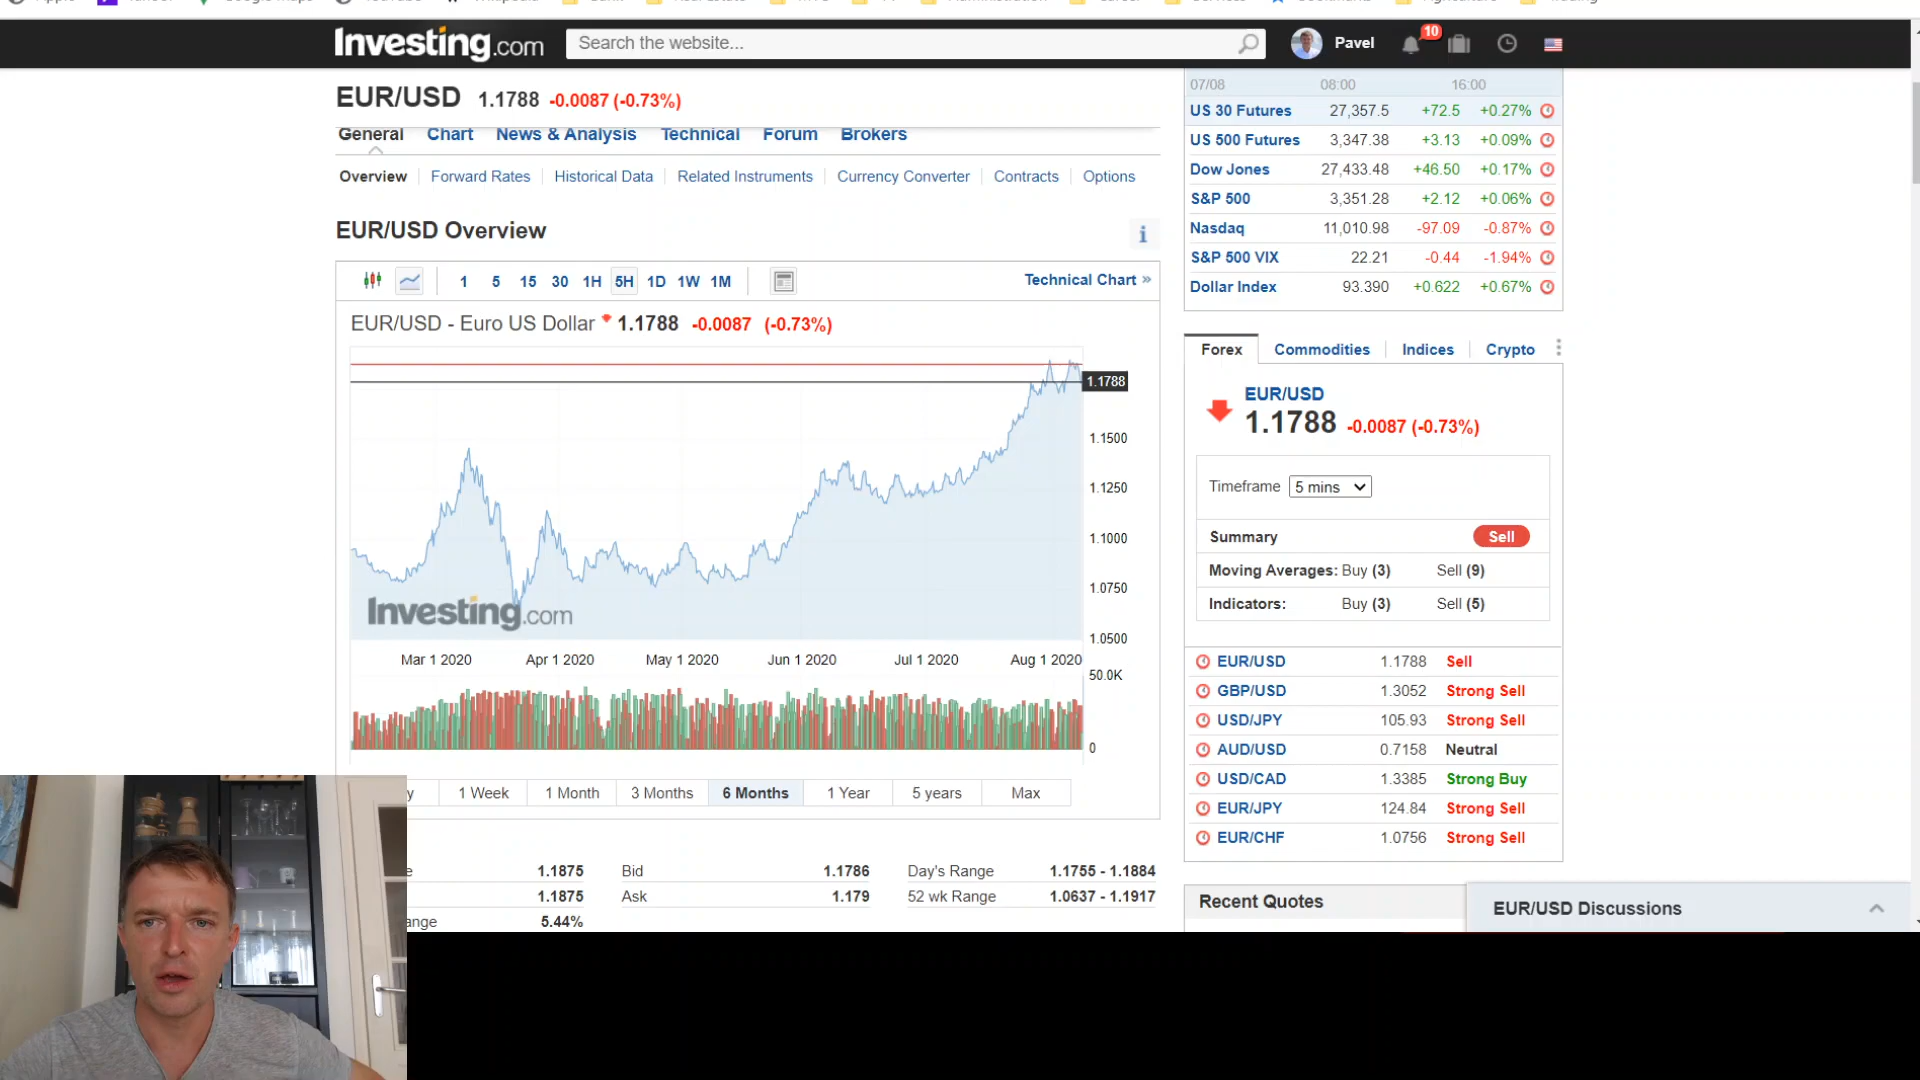 Investing.com
Search the website...
Pavel
10
EUR/USD 1.1788 -0.0087 (-0.73%)
General Chart News & Analysis Technical Forum Brokers
Overview Forward Rates Historical Data Related Instruments Currency Converter Contracts Options
EUR/USD Overview
i
1 5 15 30 1H 5H 1D 1W 1M
Technical Chart »
EUR/USD - Euro US Dollar 1.1788 -0.0087 (-0.73%)
1.1788
1.1500
1.1250
1.1000
1.0750
1.0500
Investing.com
Mar 1 2020 Apr 1 2020 May 1 2020 Jun 1 2020 Jul 1 2020 Aug 1 2020
50.0K
0
1 Week 1 Month 3 Months 6 Months 1 Year 5 years Max
1.1875 Bid 1.1786 Day's Range 1.1755 - 1.1884
1.1875 Ask 1.179 52 wk Range 1.0637 - 1.1917
5.44%
07/08 08:00 16:00
US 30 Futures 27,357.5 +72.5 +0.27%
US 500 Futures 3,347.38 +3.13 +0.09%
Dow Jones 27,433.48 +46.50 +0.17%
S&P 500 3,351.28 +2.12 +0.06%
Nasdaq 11,010.98 -97.09 -0.87%
S&P 500 VIX 22.21 -0.44 -1.94%
Dollar Index 93.390 +0.622 +0.67%
Forex Commodities Indices Crypto
EUR/USD
1.1788 -0.0087 (-0.73%)
Timeframe 5 mins
Summary Sell
Moving Averages: Buy (3) Sell (9)
Indicators: Buy (3) Sell (5)
EUR/USD 1.1788 Sell
GBP/USD 1.3052 Strong Sell
USD/JPY 105.93 Strong Sell
AUD/USD 0.7158 Neutral
USD/CAD 1.3385 Strong Buy
EUR/JPY 124.84 Strong Sell
EUR/CHF 1.0756 Strong Sell
Recent Quotes
EUR/USD Discussions